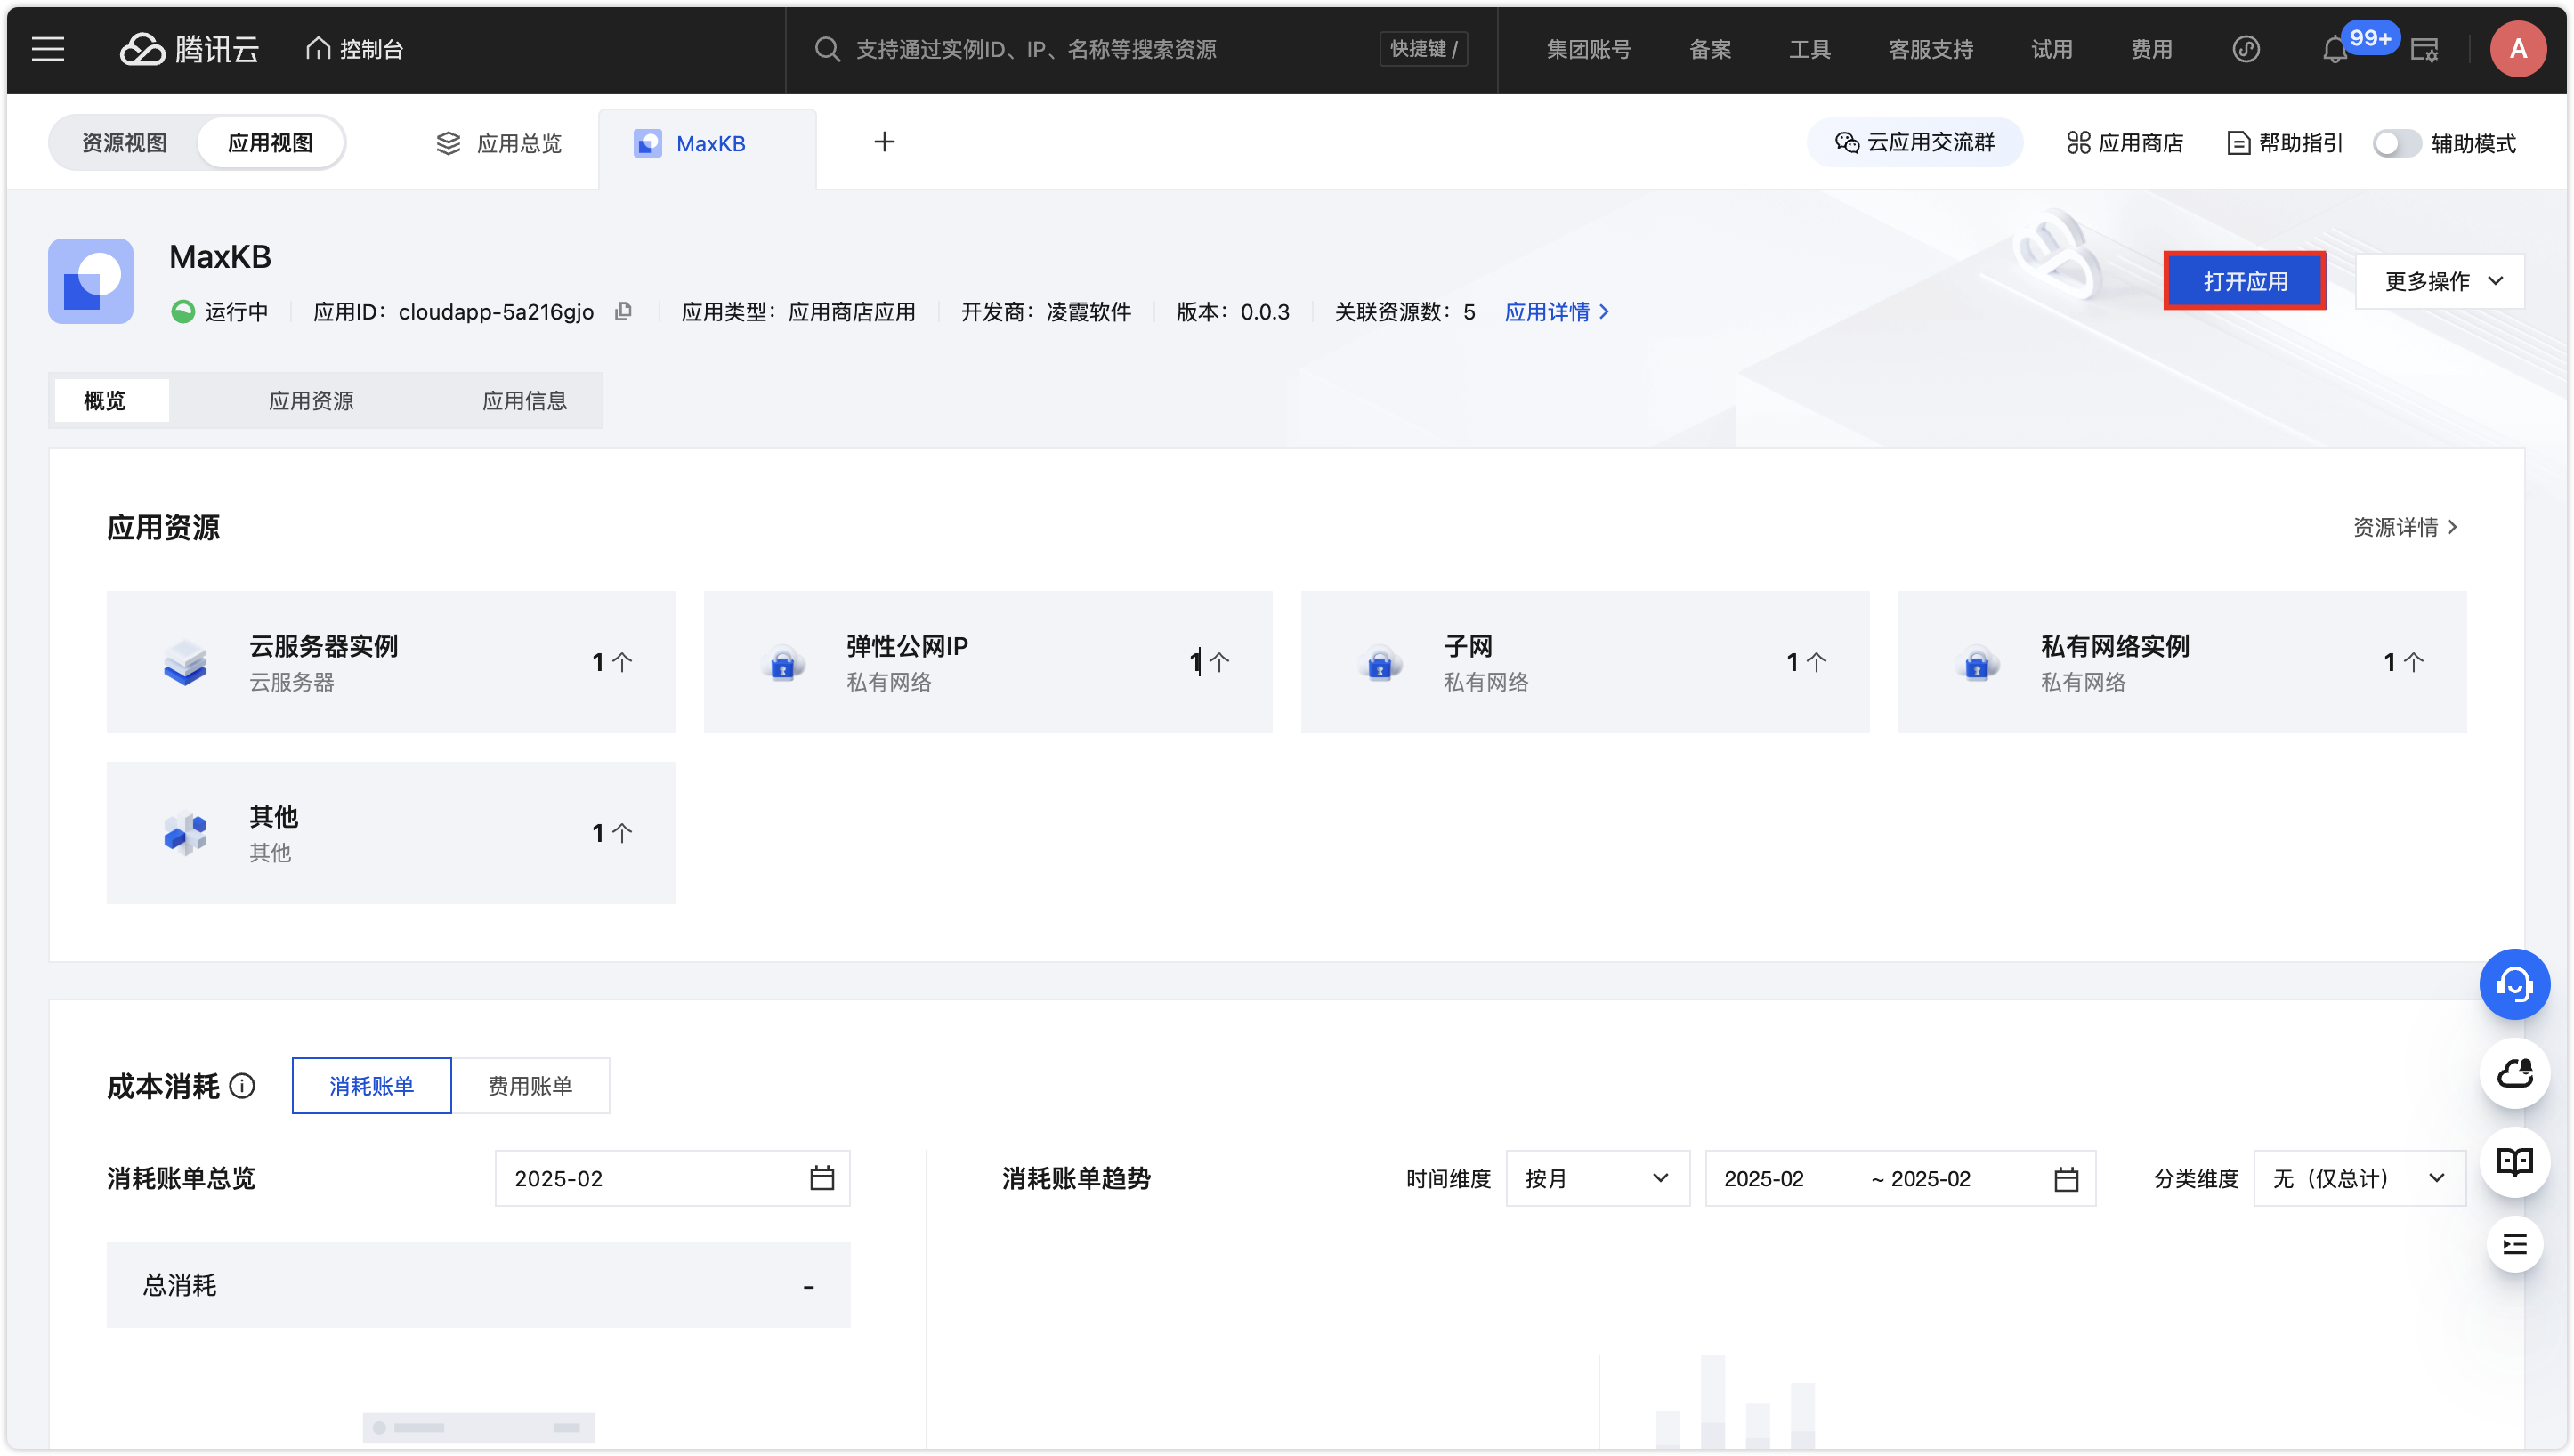 腾讯云 控制台 支持通过实例ID、IP、名称等搜索资源 快捷键 / 集团账号 备案 工具 客服支持 试用 费用 99+ A
资源视图 应用视图 应用总览 MaxKB + 云应用交流群 应用商店 帮助指引 辅助模式
MaxKB
运行中 应用ID：cloudapp-5a216gjo 应用类型：应用商店应用 开发商：凌霞软件 版本：0.0.3 关联资源数：5 应用详情
打开应用 更多操作
概览 应用资源 应用信息
应用资源 资源详情
云服务器实例 1 个
云服务器
弹性公网IP 1 个
私有网络
子网 1 个
私有网络
私有网络实例 1 个
私有网络
其他 1 个
其他
成本消耗 消耗账单 费用账单
消耗账单总览 2025-02
总消耗 -
消耗账单趋势 时间维度 按月 2025-02 ~ 2025-02 分类维度 无（仅总计）